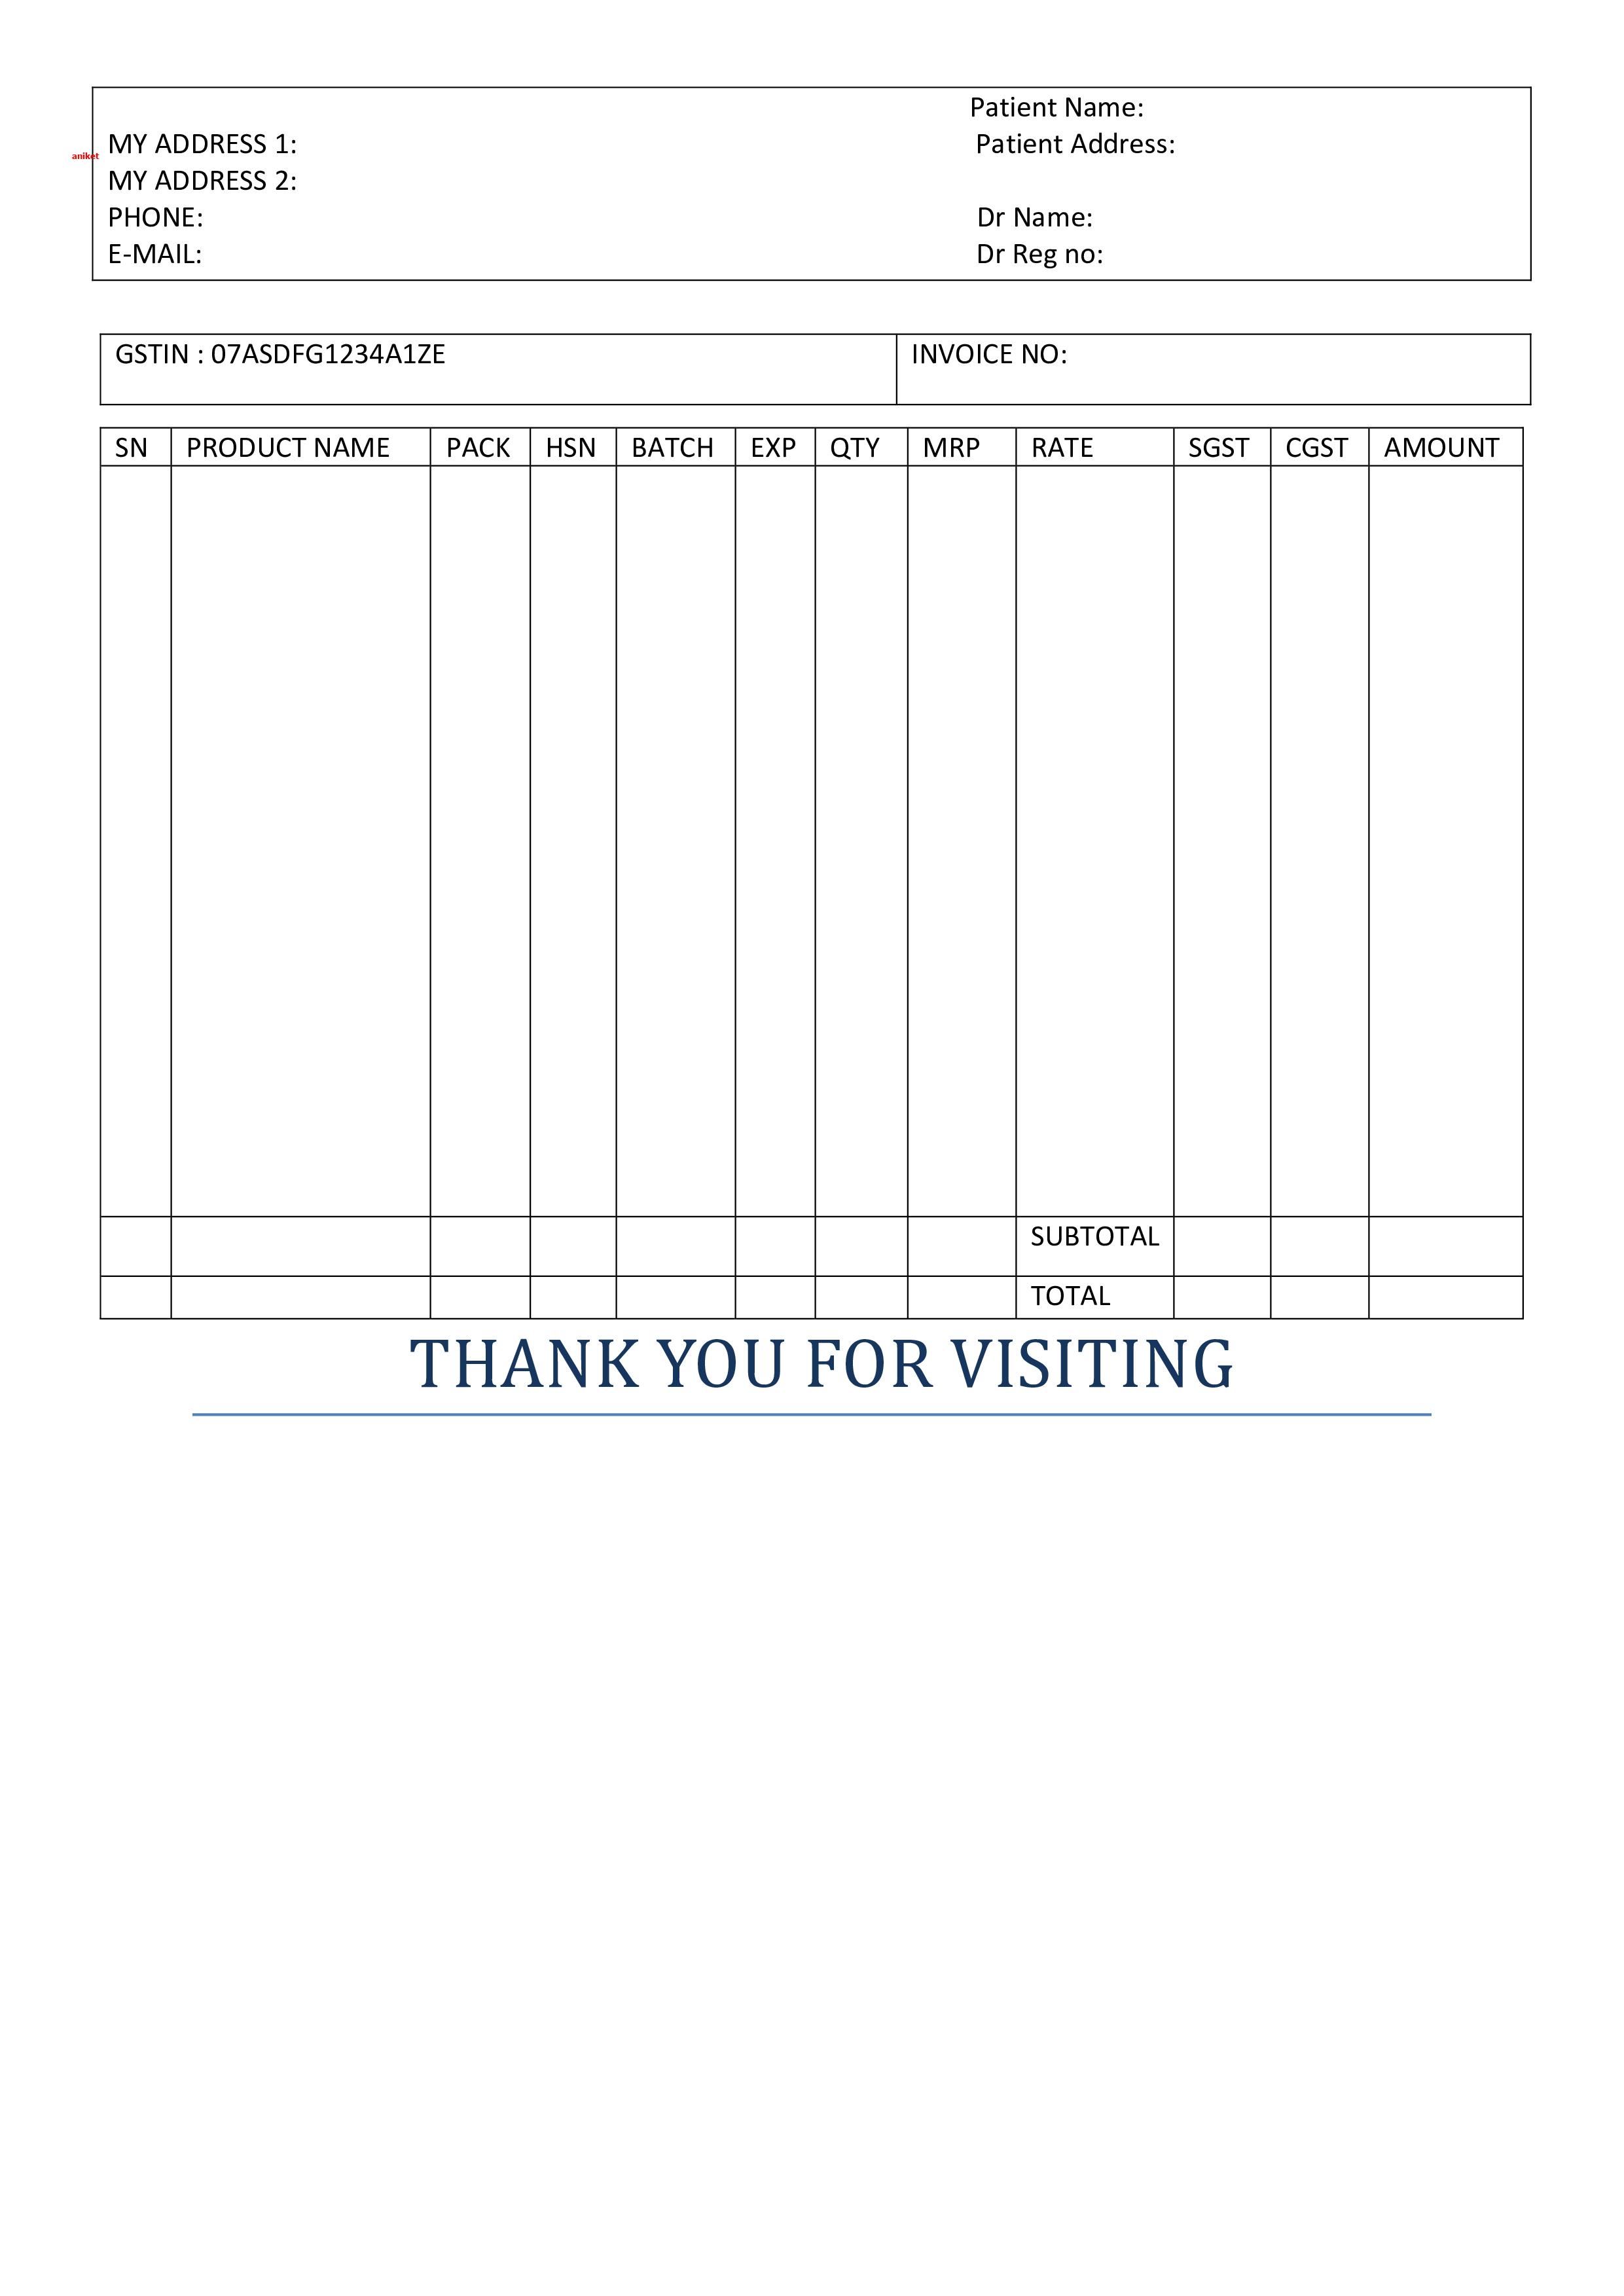 Patient Name:
MY ADDRESS 1: Patient Address:
aniket
MY ADDRESS 2:
PHONE: Dr Name:
E-MAIL: Dr Reg no:
GSTIN : 07ASDFG1234A1ZE INVOICE NO:
SN PRODUCT NAME PACK HSN BATCH EXP QTY MRP RATE SGST CGST AMOUNT
SUBTOTAL
TOTAL
THANK YOU FOR VISITING